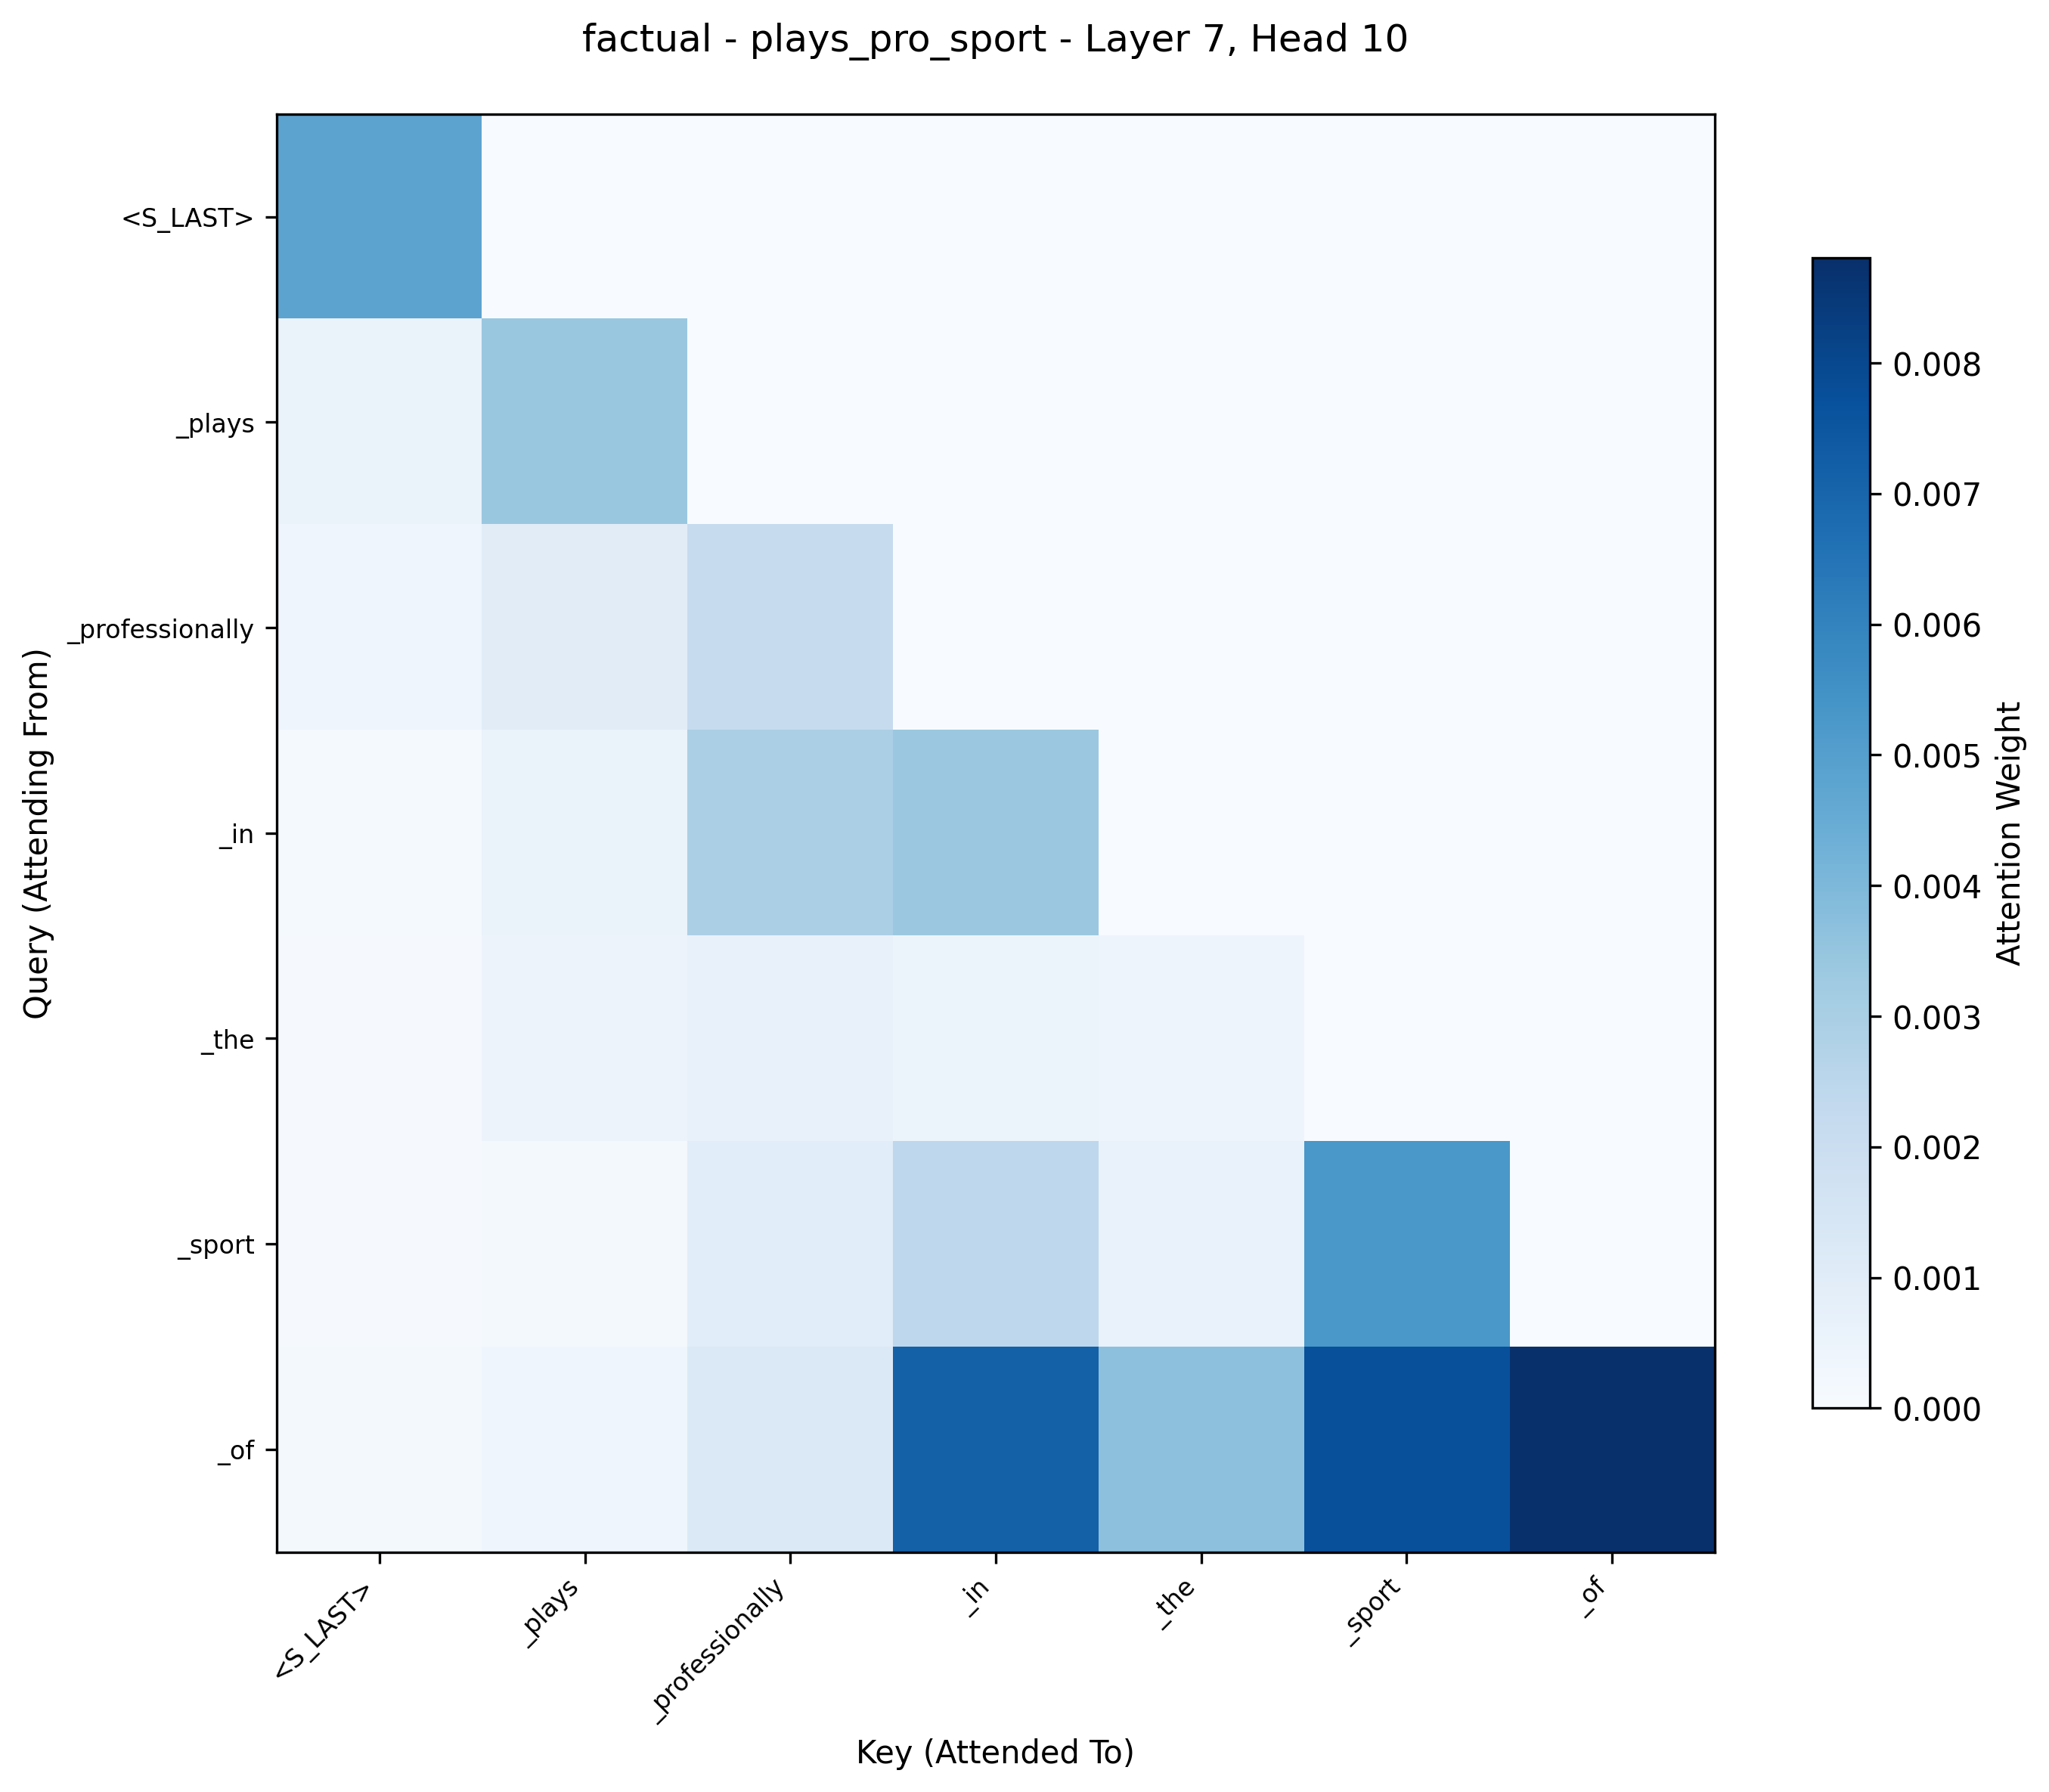 factual - plays_pro_sport - Layer 7, Head 10
Query (Attending From)
<S_LAST>
_plays
_professionally
_in
_the
_sport
_of
<S_LAST>
_plays
_professionally
_in
_the
_sport
_of
Key (Attended To)
0.008
0.007
0.006
0.005
0.004
0.003
0.002
0.001
0.000
Attention Weight